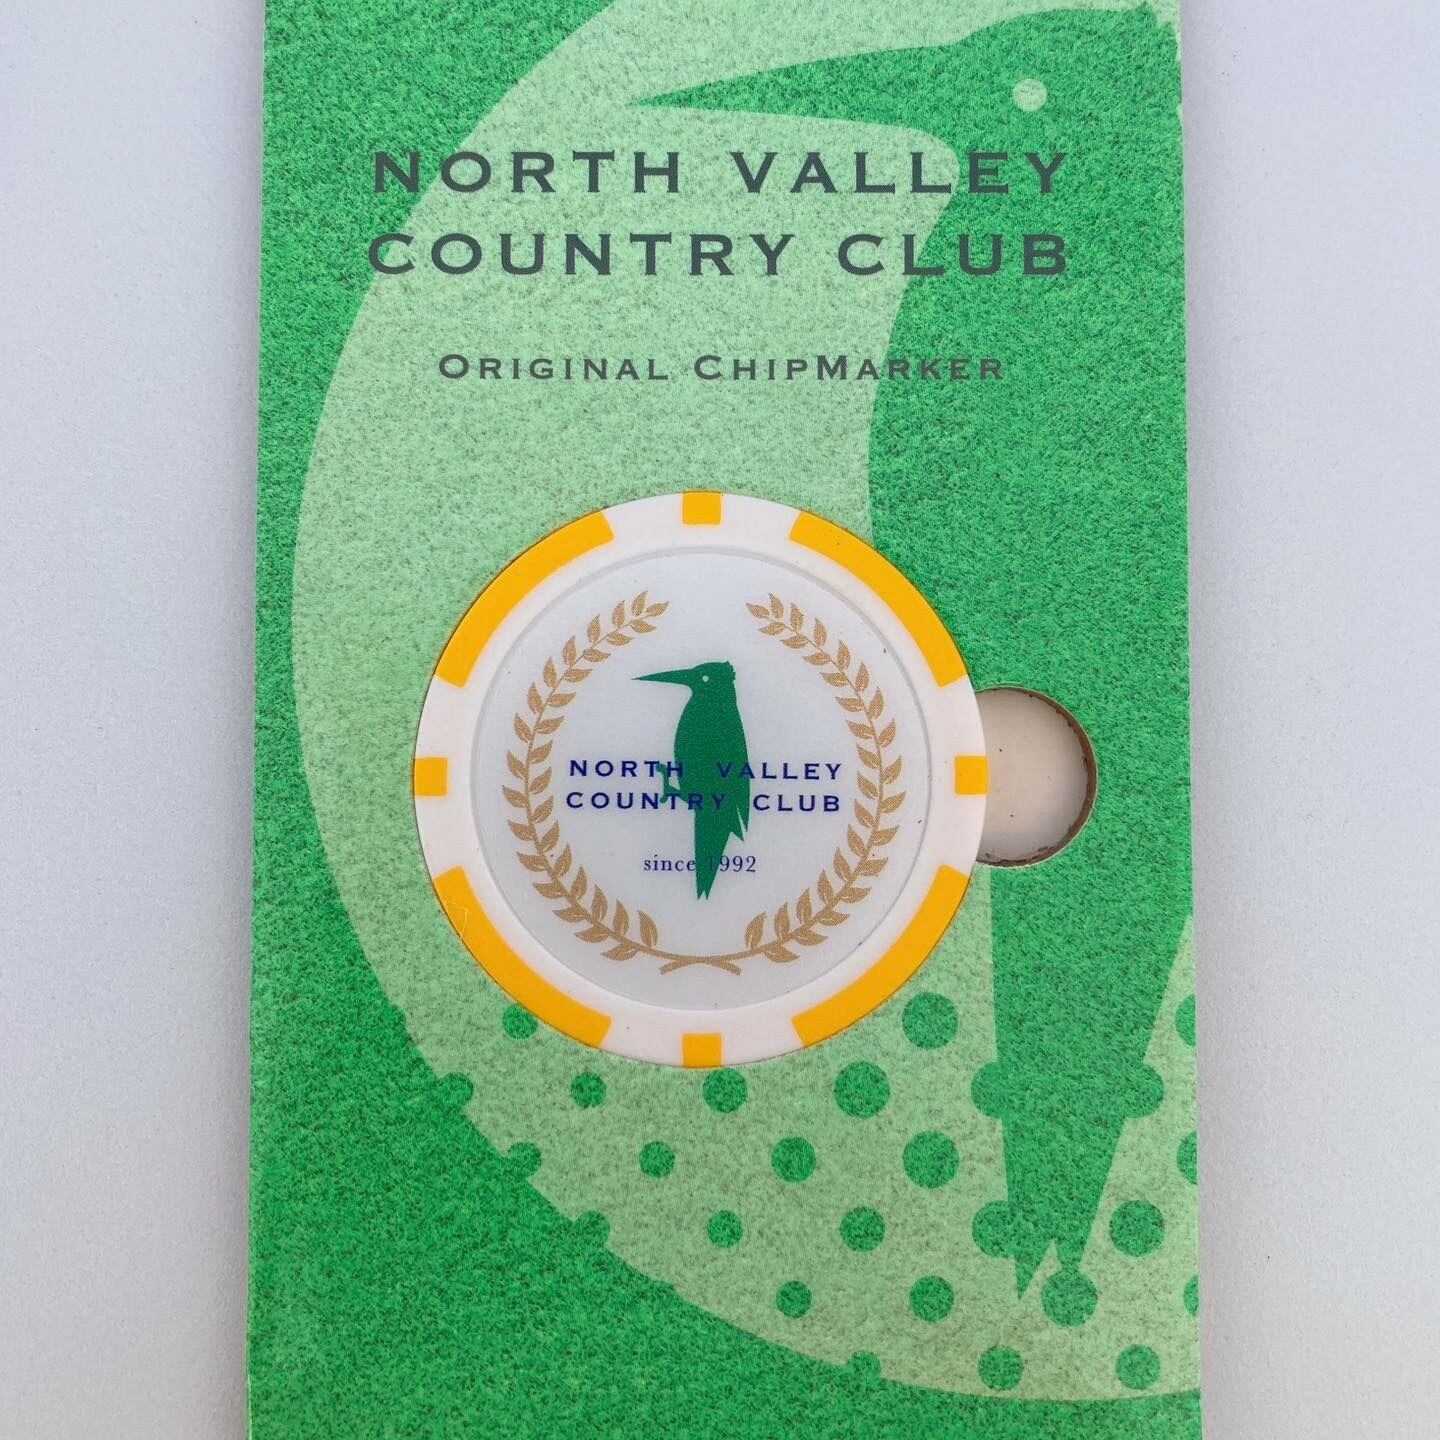 NORTH VALLEY
COUNTRY CLUB
ORIGINAL CHIPMARKER
NORTH VALLEY
COUNTRY CLUB
since 1992